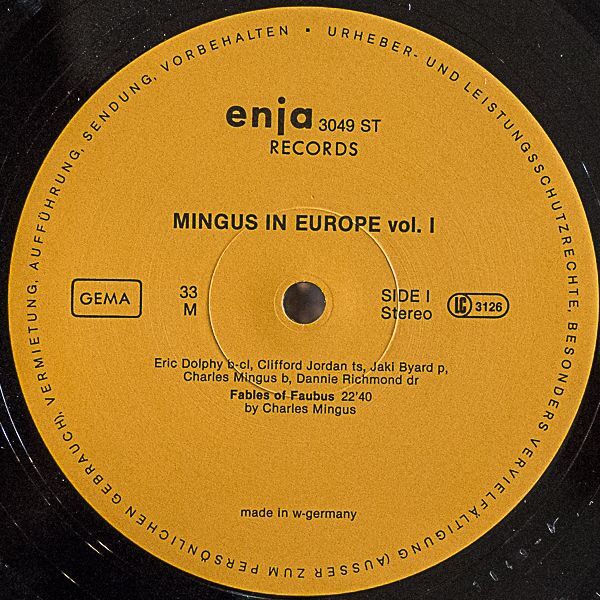 URHEBER- UND LEISTUNGSSCHUTZRECHTE, BESONDERS VERVIELFÄLTIGUNG (AUSSER ZUM PERSÖNLICHEN GEBRAUCH), VERMIETUNG, AUFFÜHRUNG, SENDUNG, VORBEHALTEN •
enja 3049 ST
RECORDS
MINGUS IN EUROPE vol. I
GEMA
33
M
SIDE I
Stereo
LC 3126
Eric Dolphy b-cl, Clifford Jordan ts, Jaki Byard p,
Charles Mingus b, Dannie Richmond dr
Fables of Faubus 22'40
by Charles Mingus
made in w-germany